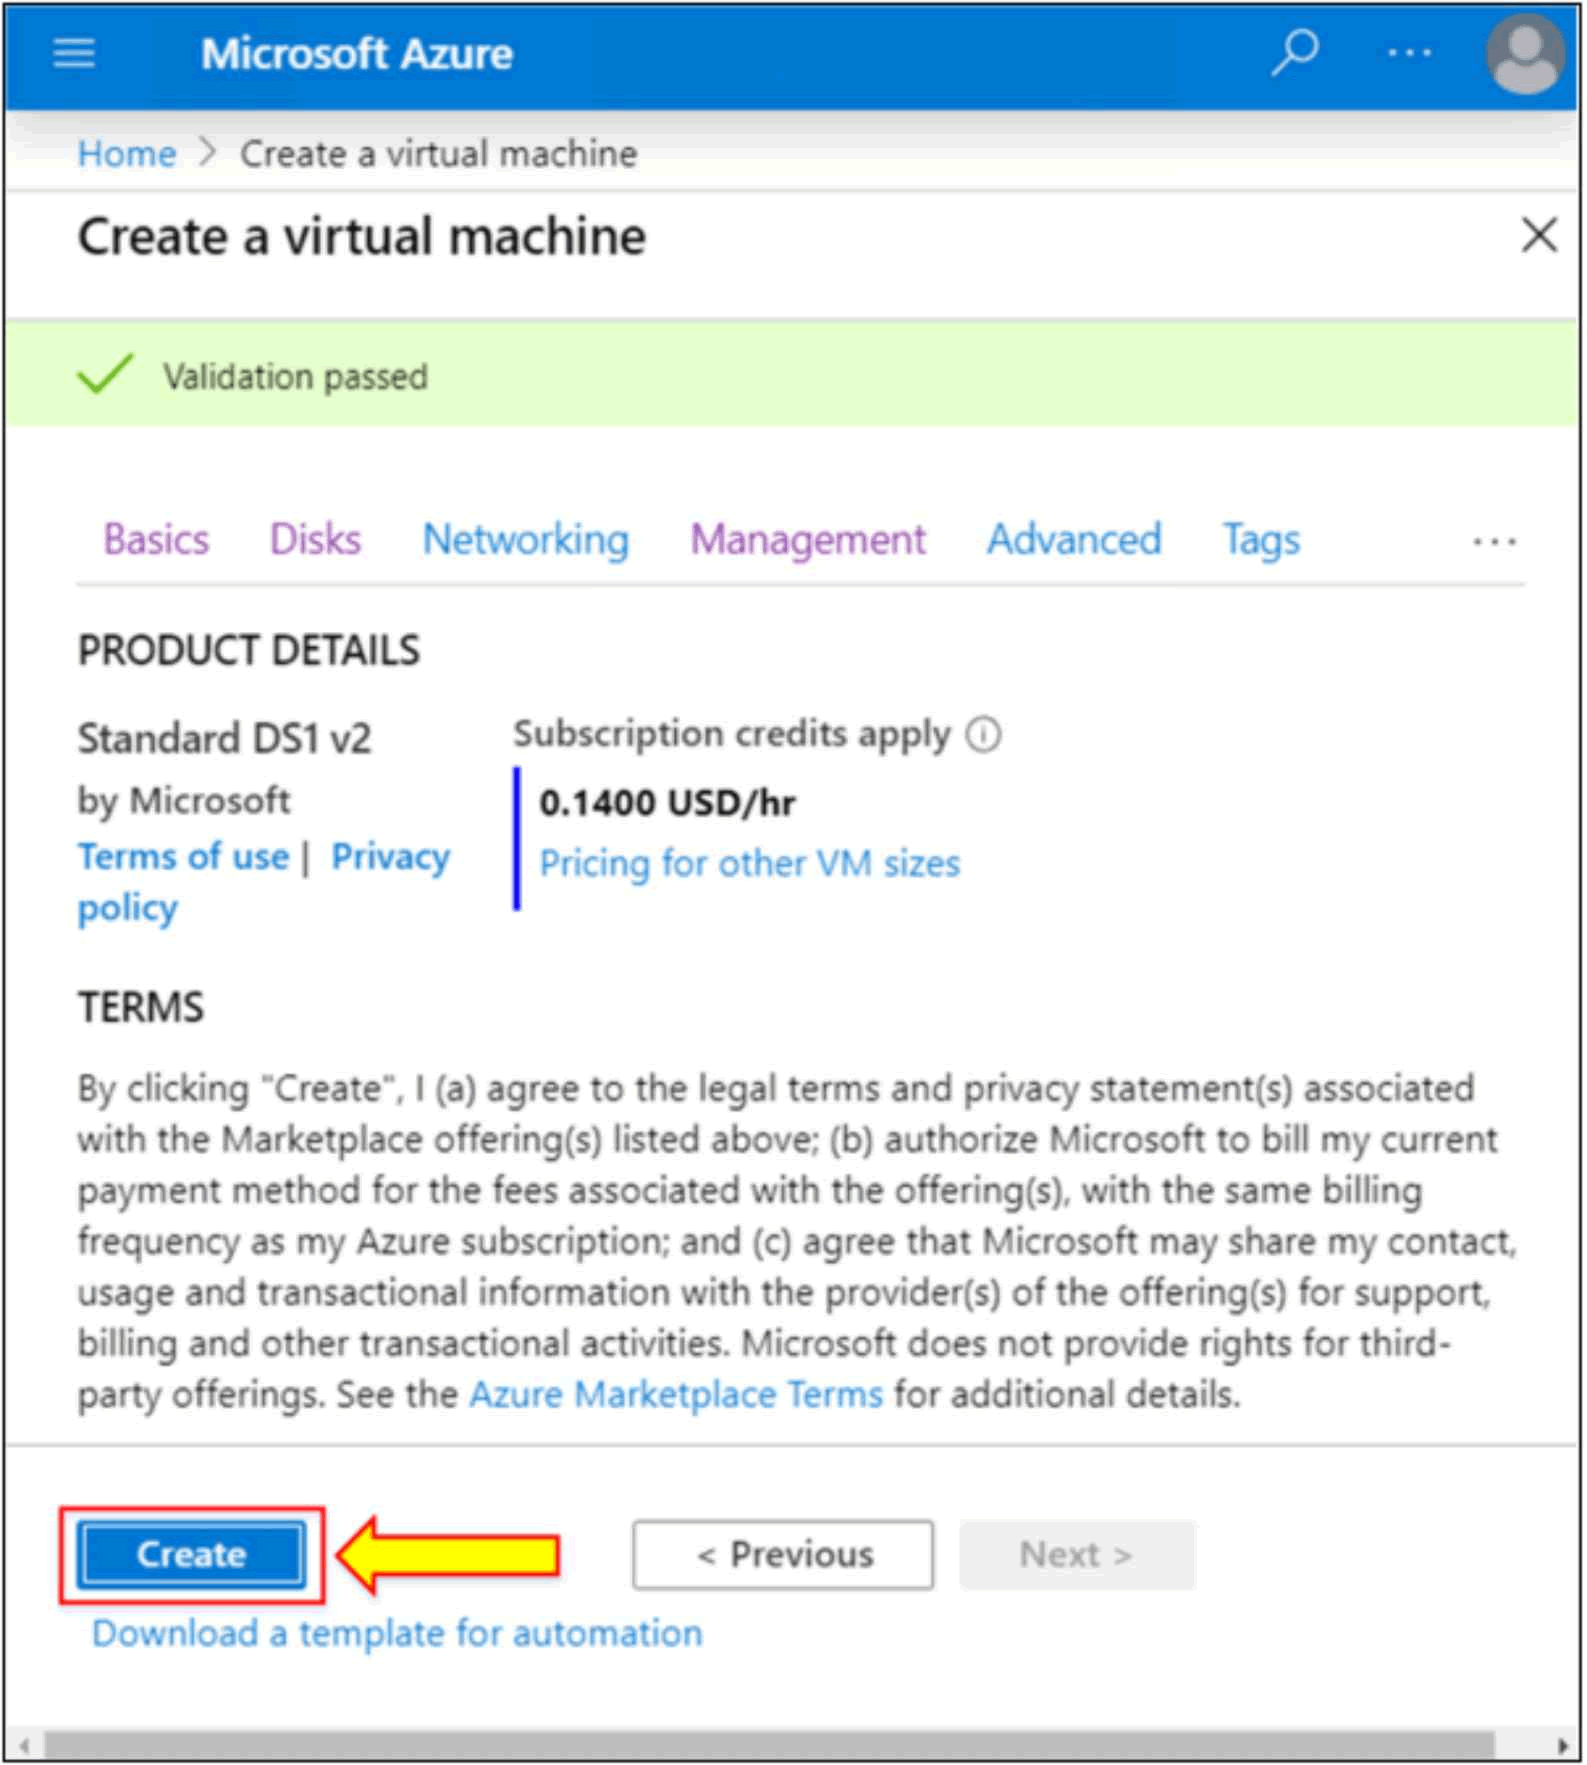 Microsoft Azure
Home > Create a virtual machine
Create a virtual machine
Validation passed
Basics Disks Networking Management Advanced Tags ...
PRODUCT DETAILS
Standard DS1 v2
by Microsoft
Terms of use | Privacy
policy
Subscription credits apply
0.1400 USD/hr
Pricing for other VM sizes
TERMS
By clicking "Create", I (a) agree to the legal terms and privacy statement(s) associated
with the Marketplace offering(s) listed above; (b) authorize Microsoft to bill my current
payment method for the fees associated with the offering(s), with the same billing
frequency as my Azure subscription; and (c) agree that Microsoft may share my contact,
usage and transactional information with the provider(s) of the offering(s) for support,
billing and other transactional activities. Microsoft does not provide rights for third-
party offerings. See the Azure Marketplace Terms for additional details.
Create < Previous Next >
Download a template for automation